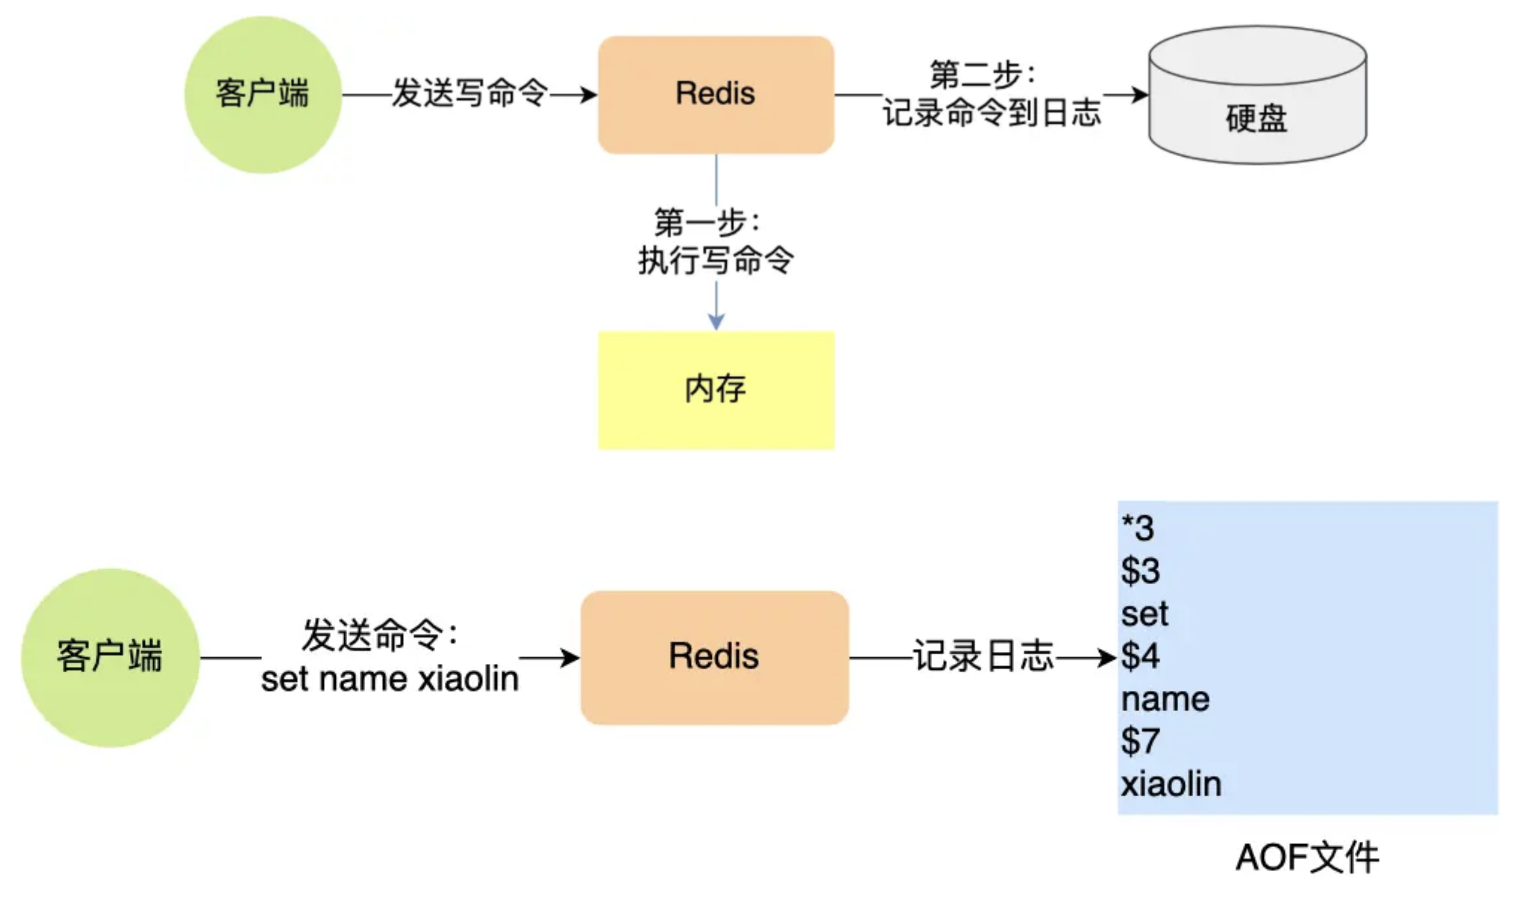 客户端
发送写命令
Redis
第二步：
记录命令到日志
硬盘
第一步：
执行写命令
内存
客户端
发送命令：
set name xiaolin
Redis
记录日志
*3
$3
set
$4
name
$7
xiaolin
AOF文件